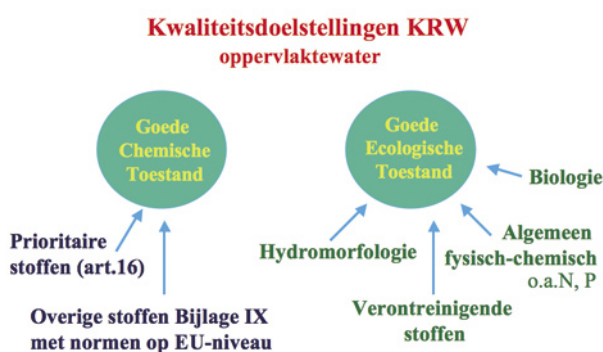 Kwaliteitsdoelstellingen KRW
oppervlaktewater
Goede
Chemische
Toestand
Goede
Ecologische
Toestand
Prioritaire
stoffen (art.16)
Overige stoffen Bijlage IX
met normen op EU-niveau
Hydromorfologie
Verontreinigende
stoffen
Algemeen
fysisch-chemisch
o.a.N, P
Biologie